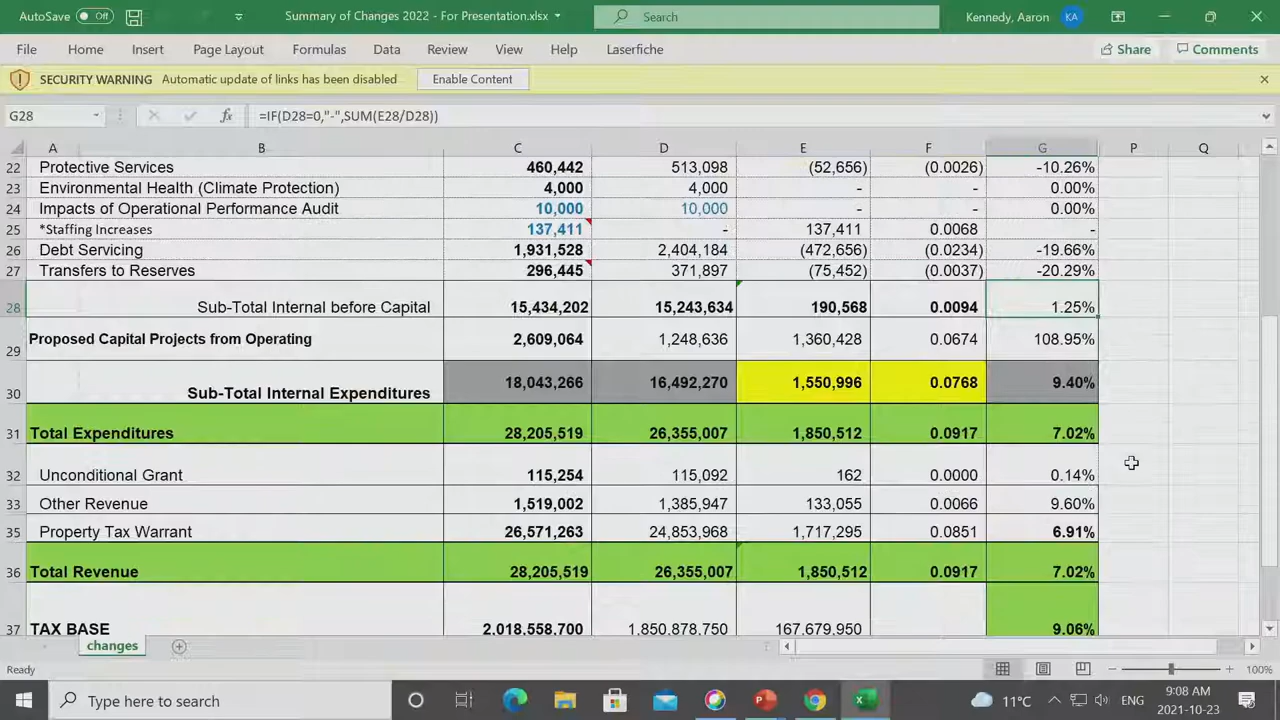 AutoSave Off Summary of Changes 2022 - For Presentation.xlsx Search Kennedy, Aaron KA
File Home Insert Page Layout Formulas Data Review View Help Laserfiche Share Comments
SECURITY WARNING Automatic update of links has been disabled Enable Content
G28 fx =IF(D28=0,"-",SUM(E28/D28))
A B C D E F G P Q
22 Protective Services 460,442 513,098 (52,656) (0.0026) -10.26%
23 Environmental Health (Climate Protection) 4,000 4,000 - - 0.00%
24 Impacts of Operational Performance Audit 10,000 10,000 - - 0.00%
25 *Staffing Increases 137,411 - 137,411 0.0068 -
26 Debt Servicing 1,931,528 2,404,184 (472,656) (0.0234) -19.66%
27 Transfers to Reserves 296,445 371,897 (75,452) (0.0037) -20.29%
28 Sub-Total Internal before Capital 15,434,202 15,243,634 190,568 0.0094 1.25%
29 Proposed Capital Projects from Operating 2,609,064 1,248,636 1,360,428 0.0674 108.95%
30 Sub-Total Internal Expenditures 18,043,266 16,492,270 1,550,996 0.0768 9.40%
31 Total Expenditures 28,205,519 26,355,007 1,850,512 0.0917 7.02%
32 Unconditional Grant 115,254 115,092 162 0.0000 0.14%
33 Other Revenue 1,519,002 1,385,947 133,055 0.0066 9.60%
35 Property Tax Warrant 26,571,263 24,853,968 1,717,295 0.0851 6.91%
36 Total Revenue 28,205,519 26,355,007 1,850,512 0.0917 7.02%
37 TAX BASE 2,018,558,700 1,850,878,750 167,679,950 9.06%
changes
Ready 100%
Type here to search 11°C ENG 9:08 AM
2021-10-23